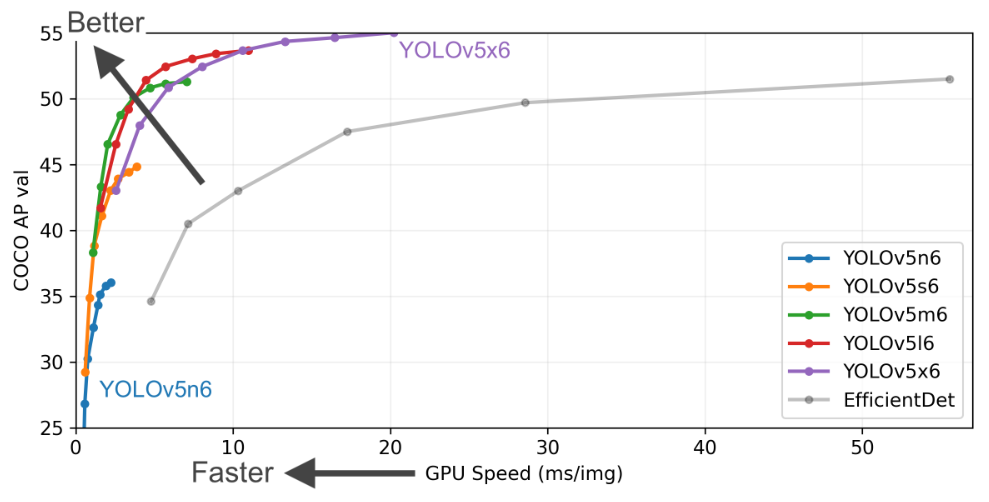 Better
55
50
45
40
35
30
25
COCO AP val
YOLOv5x6
YOLOv5n6
YOLOv5n6
YOLOv5s6
YOLOv5m6
YOLOv5l6
YOLOv5x6
EfficientDet
0 10 20 30 40 50
Faster GPU Speed (ms/img)